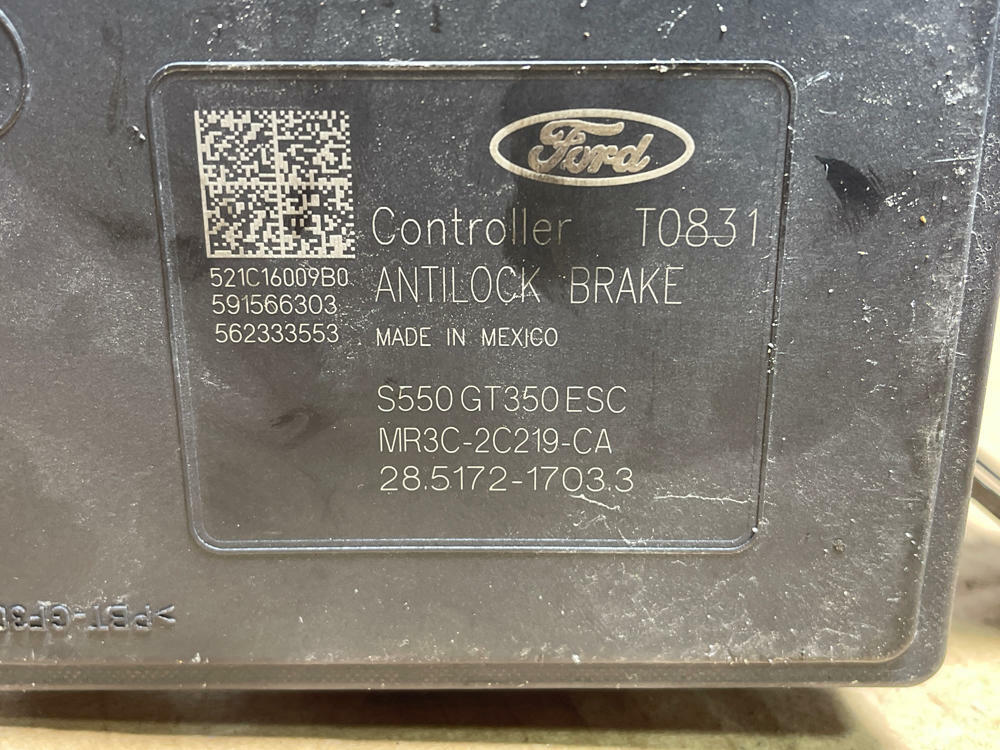 Ford
Controller T0831
ANTILOCK BRAKE
MADE IN MEXICO
521C16009B0
591566303
562333553
S550 GT350 ESC
MR3C-2C219-CA
28.5172-1703.3